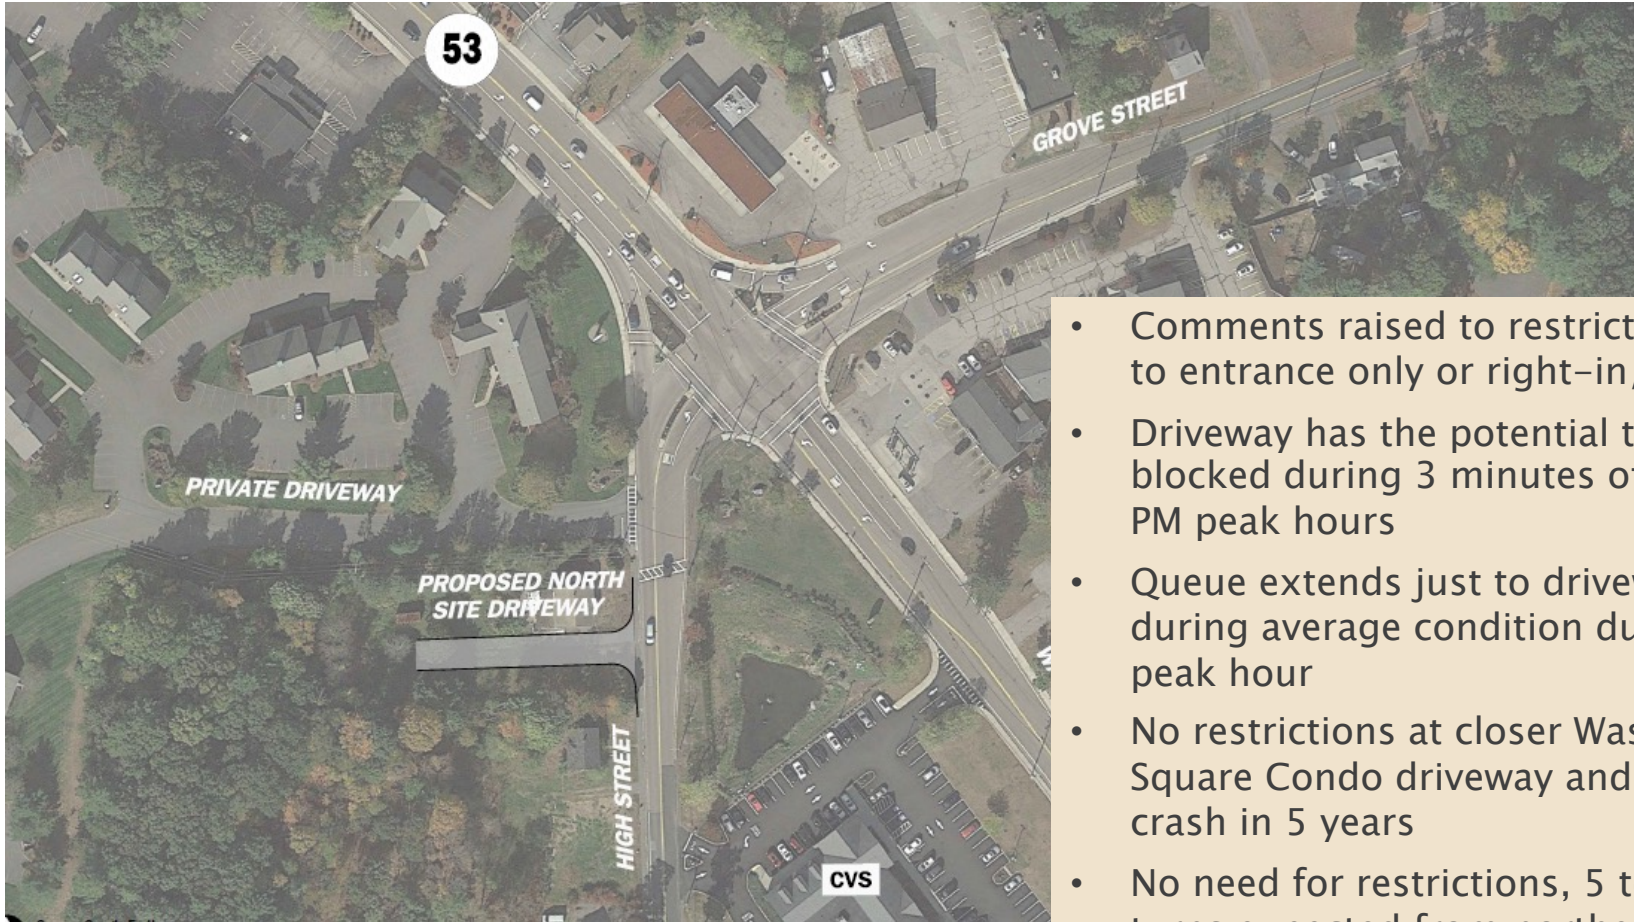 53
GROVE STREET
PRIVATE DRIVEWAY
PROPOSED NORTH
SITE DRIVEWAY
HIGH STREET
CVS
• Comments raised to restrict
to entrance only or right-in,
• Driveway has the potential t
blocked during 3 minutes of
PM peak hours
• Queue extends just to drivew
during average condition du
peak hour
• No restrictions at closer Was
Square Condo driveway and
crash in 5 years
• No need for restrictions, 5 t